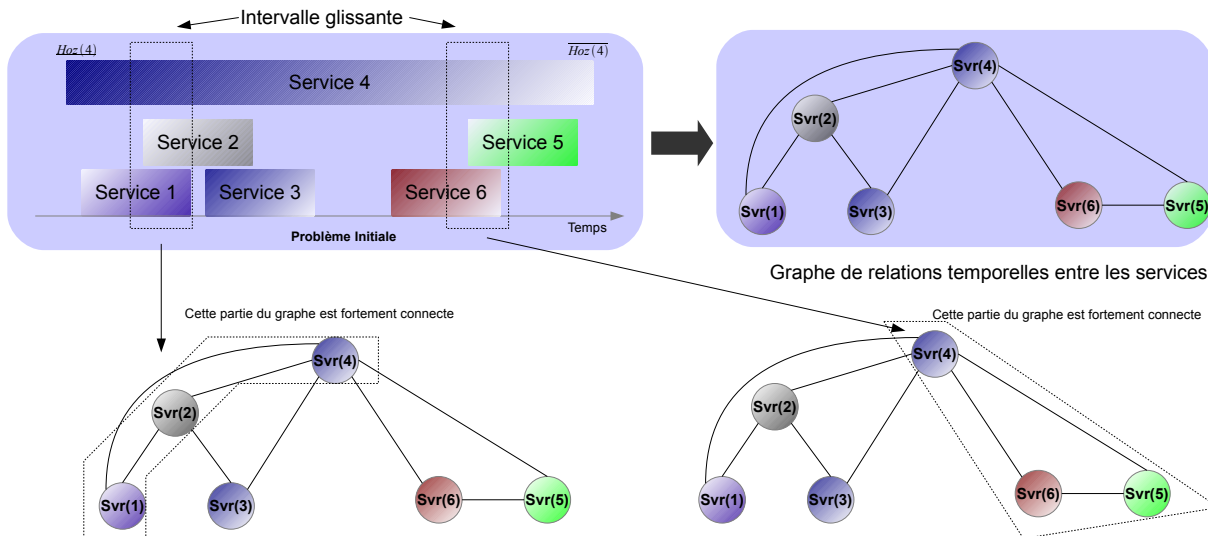 Intervalle glissante
Hoz(4)
Hoz(4)
Service 4
Service 2
Service 5
Service 1
Service 3
Service 6
Temps
Problème Initiale
Svr(4)
Svr(2)
Svr(1)
Svr(3)
Svr(6)
Svr(5)
Graphe de relations temporelles entre les services
Cette partie du graphe est fortement connecte
Svr(4)
Svr(2)
Svr(1)
Svr(3)
Svr(6)
Svr(5)
Cette partie du graphe est fortement connecte
Svr(4)
Svr(2)
Svr(1)
Svr(3)
Svr(6)
Svr(5)